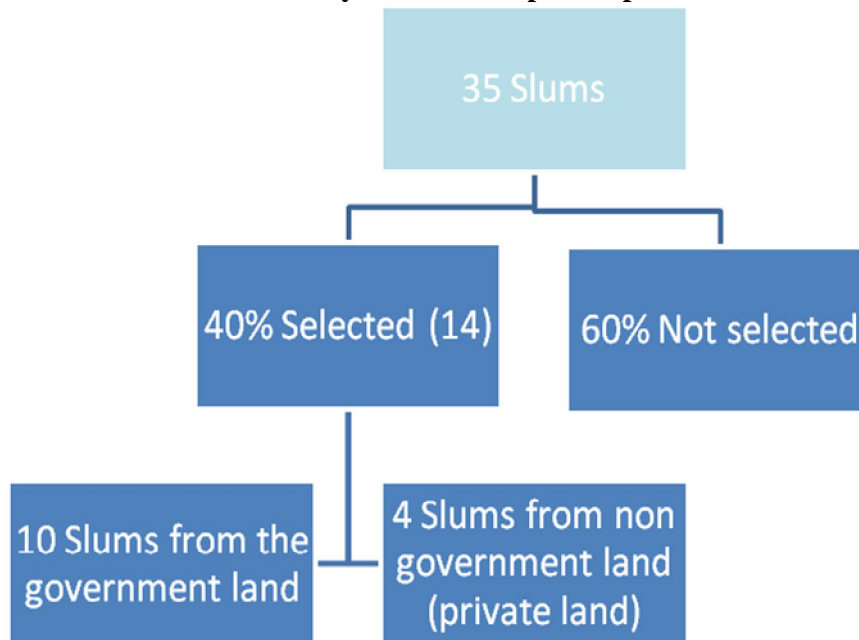 35 Slums
40% Selected (14)
60% Not selected
10 Slums from the
government land
4 Slums from non
government land
(private land)